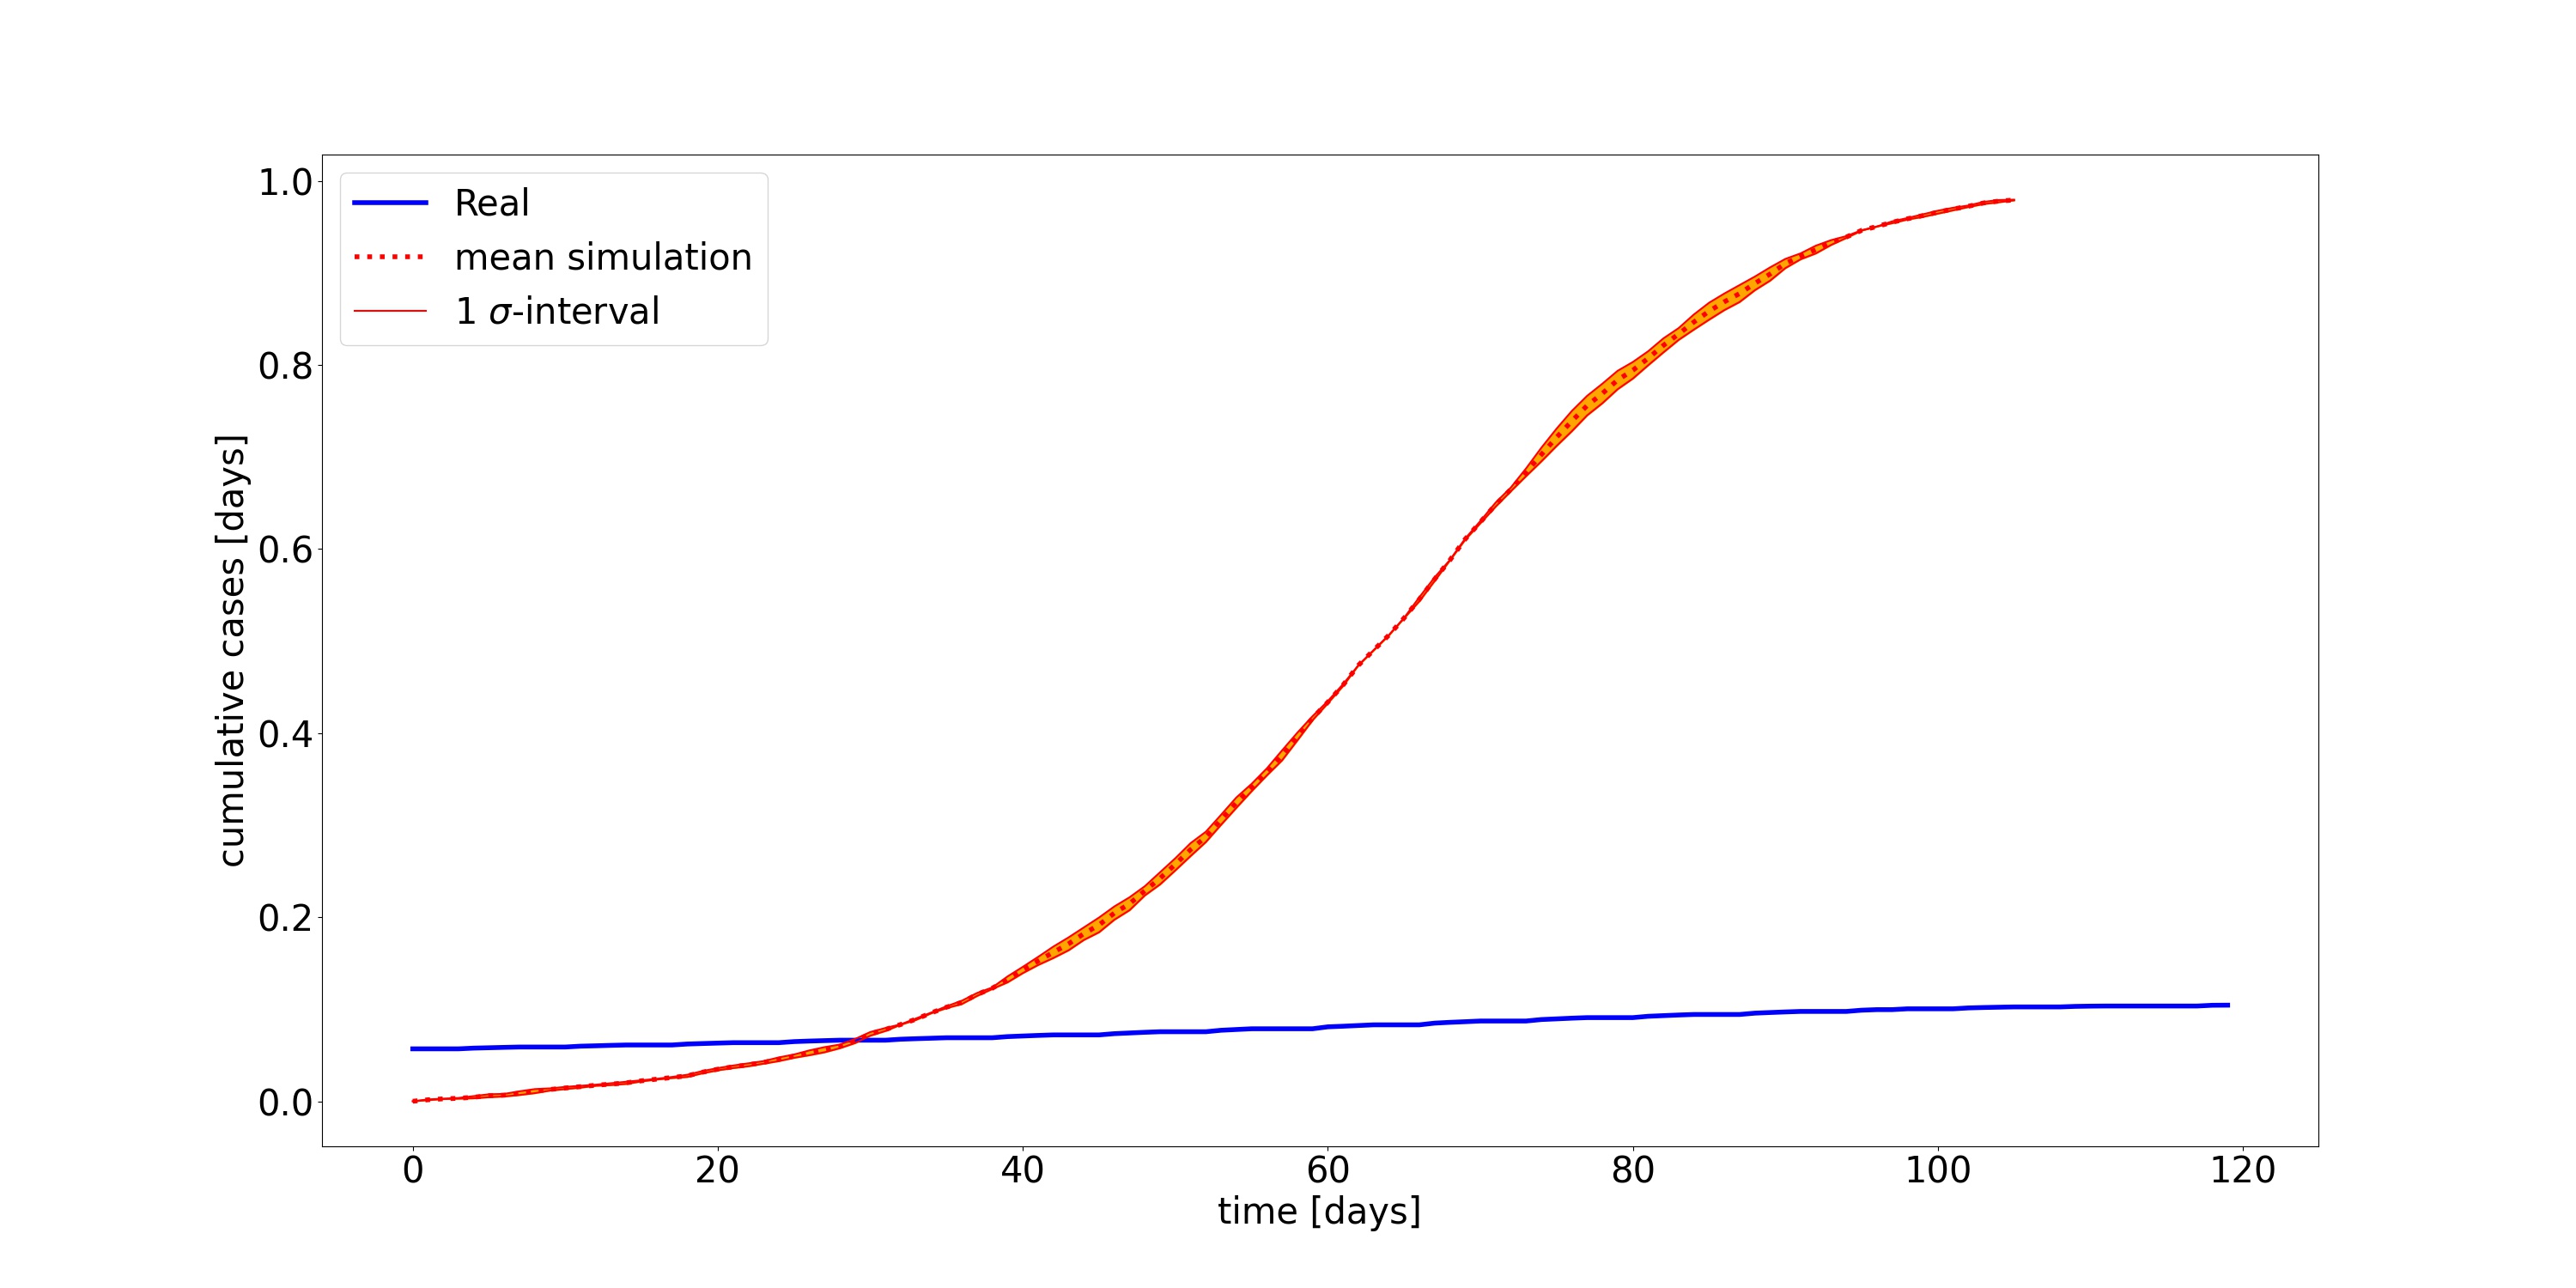 Real
mean simulation
1 σ-interval
1.0
0.8
0.6
0.4
0.2
0.0
cumulative cases [days]
0 20 40 60 80 100 120
time [days]